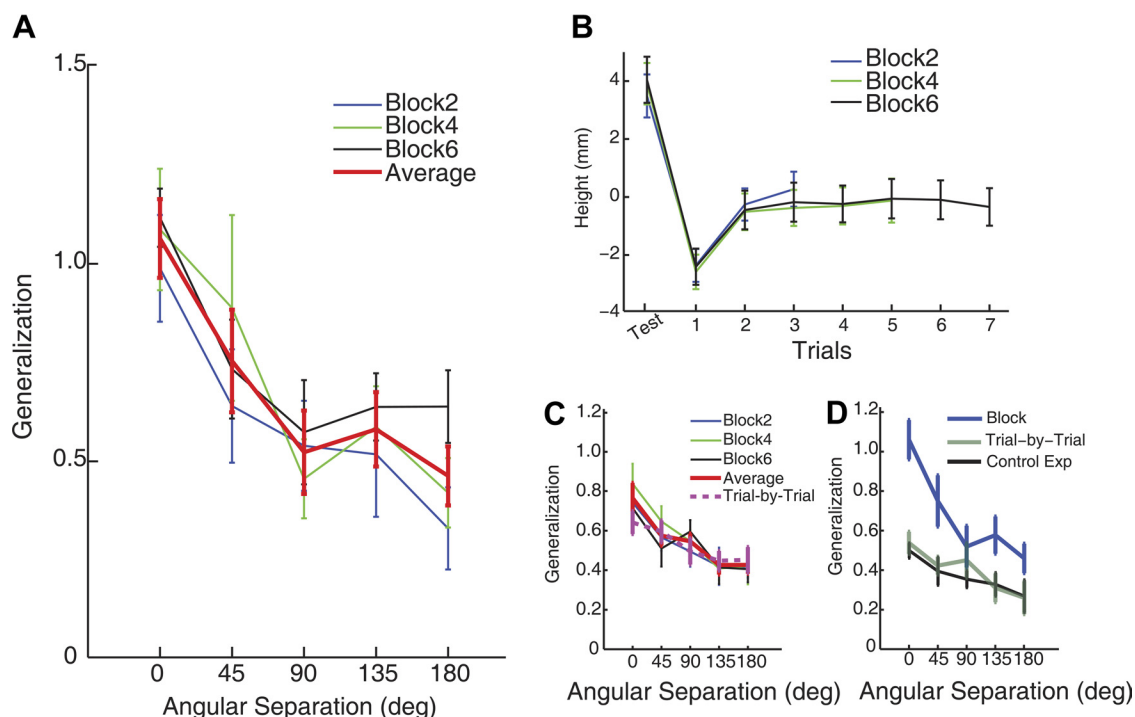 A
1.5
1.0
0.5
0
Generalization
Block2
Block4
Block6
Average
0 45 90 135 180
Angular Separation (deg)
B
4
2
0
−2
−4
Height (mm)
Block2
Block4
Block6
Test 1 2 3 4 5 6 7
Trials
C
1.2
1.0
0.8
0.6
0.4
0.2
0
Generalization
Block2
Block4
Block6
Average
Trial-by-Trial
0 45 90 135 180
Angular Separation (deg)
D
1.2
1.0
0.8
0.6
0.4
0.2
0
Generalization
Block
Trial-by-Trial
Control Exp
0 45 90 135 180
Angular Separation (deg)